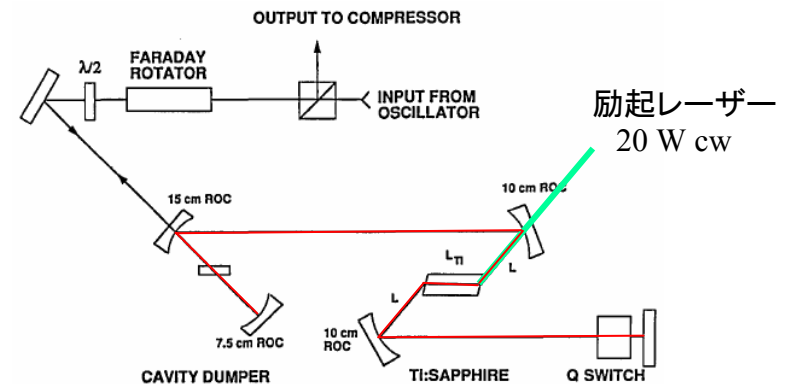 OUTPUT TO COMPRESSOR
λ/2
FARADAY
ROTATOR
INPUT FROM
OSCILLATOR
励起レーザー
20 W cw
15 cm ROC
10 cm ROC
L_TI
L
L
7.5 cm ROC
10 cm
ROC
CAVITY DUMPER
TI:SAPPHIRE
Q SWITCH